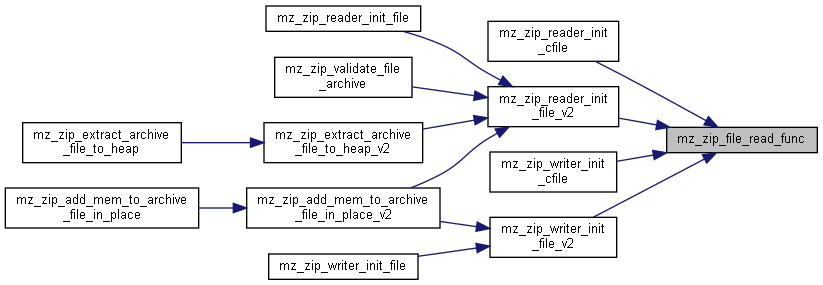 mz_zip_reader_init_file
mz_zip_reader_init
_cfile
mz_zip_validate_file
_archive
mz_zip_reader_init
_file_v2
mz_zip_extract_archive
_file_to_heap
mz_zip_extract_archive
_file_to_heap_v2
mz_zip_file_read_func
mz_zip_writer_init
_cfile
mz_zip_add_mem_to_archive
_file_in_place
mz_zip_add_mem_to_archive
_file_in_place_v2
mz_zip_writer_init
_file_v2
mz_zip_writer_init_file